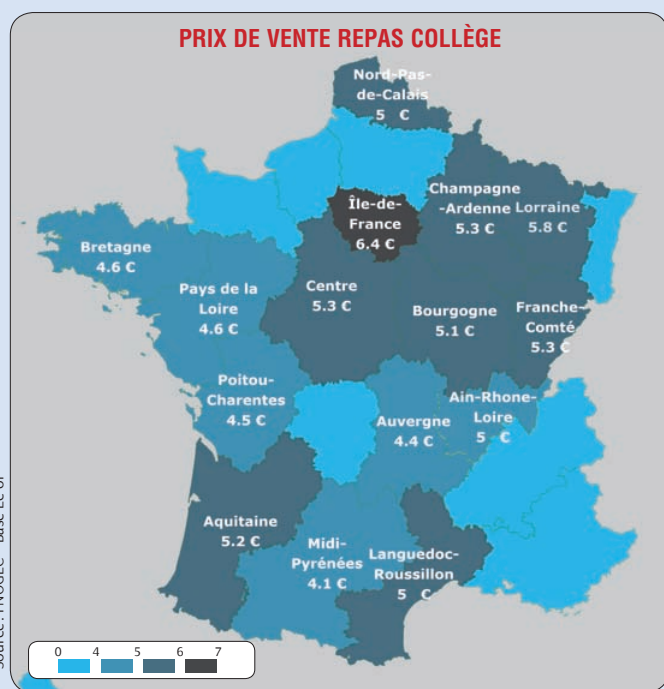 PRIX DE VENTE REPAS COLLÈGE
Nord-Pas-
de-Calais
5 €
Île-de-
France
6.4 €
Champagne
-Ardenne
5.3 €
Lorraine
5.8 €
Bretagne
4.6 €
Pays de la
Loire
4.6 €
Centre
5.3 €
Bourgogne
5.1 €
Franche-
Comté
5.3 €
Poitou-
Charentes
4.5 €
Auvergne
4.4 €
Ain-Rhone-
Loire
5 €
Aquitaine
5.2 €
Midi-
Pyrénées
4.1 €
Languedoc-
Roussillon
5 €
0 4 5 6 7